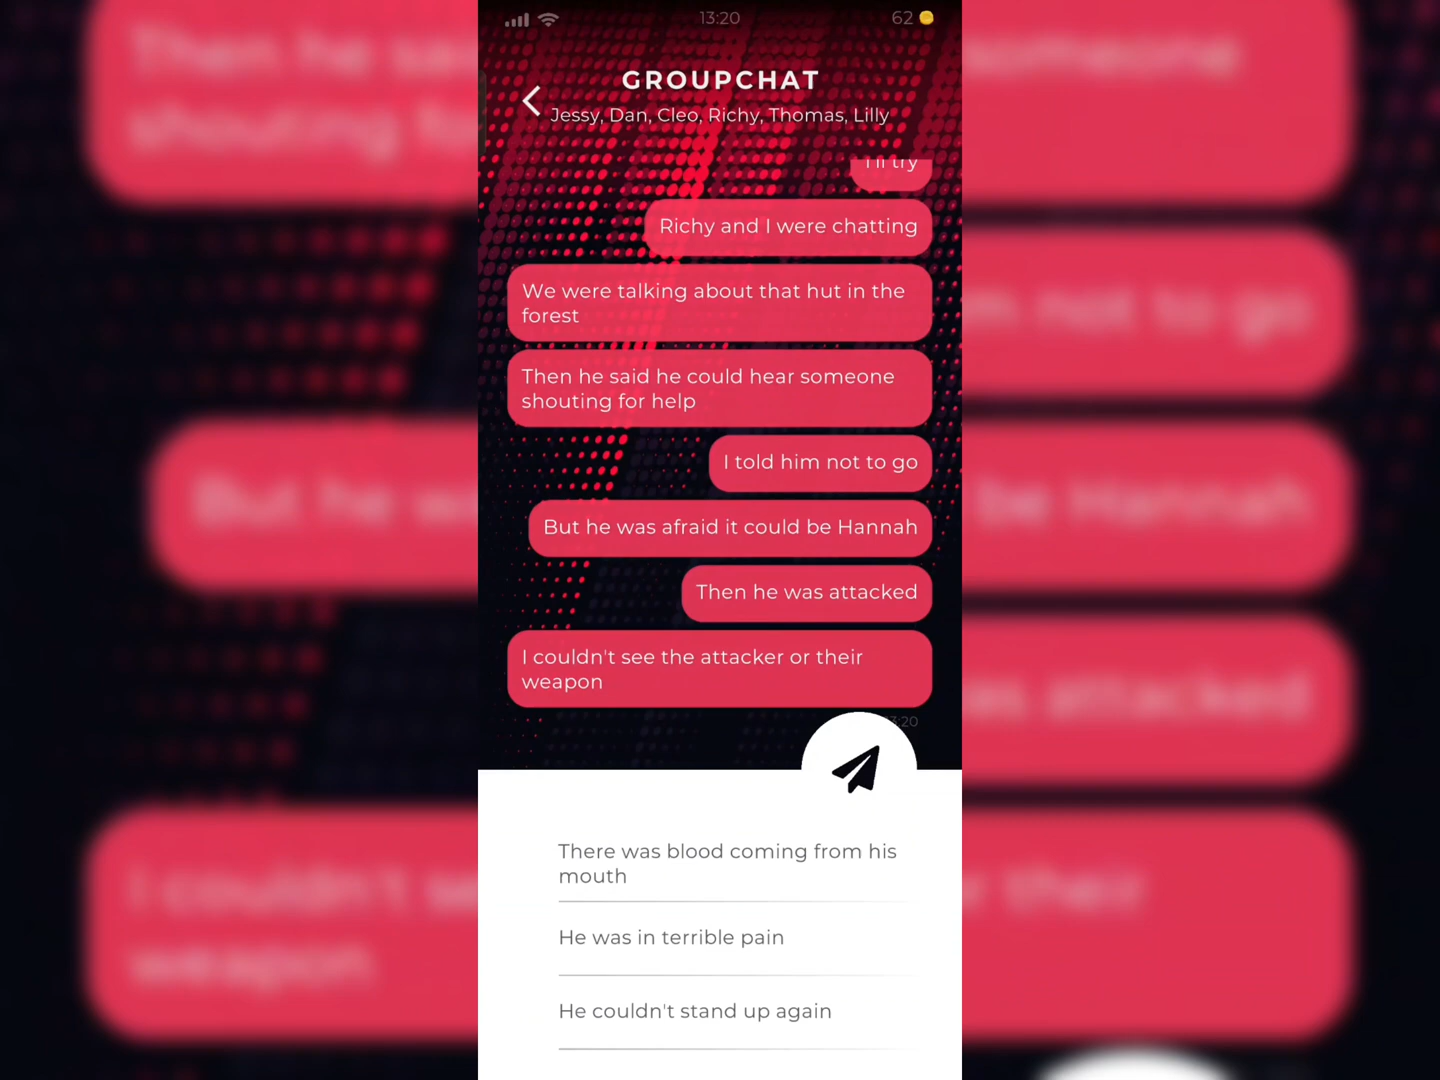 13:20
62
GROUPCHAT
Jessy, Dan, Cleo, Richy, Thomas, Lilly
I'll try
Richy and I were chatting
We were talking about that hut in the
forest
Then he said he could hear someone
shouting for help
I told him not to go
But he was afraid it could be Hannah
Then he was attacked
I couldn't see the attacker or their
weapon
There was blood coming from his
mouth
He was in terrible pain
He couldn't stand up again